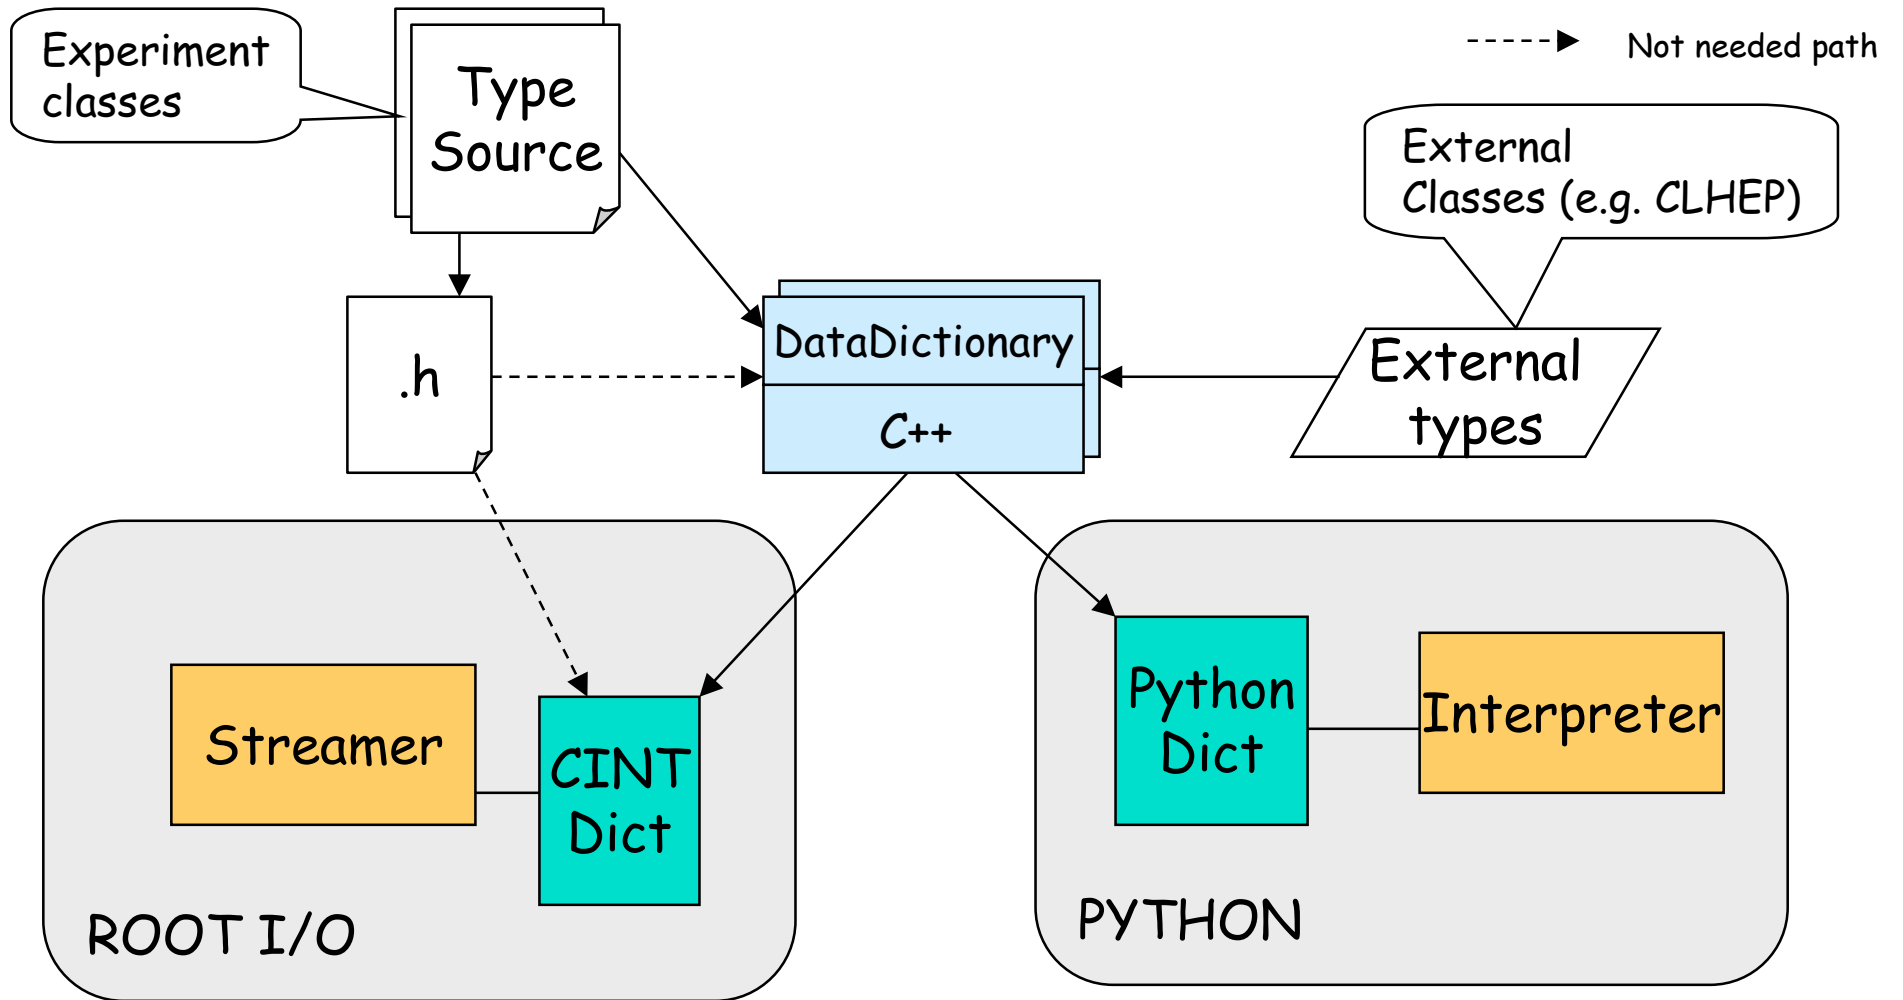 Experiment
classes
Type
Source
Not needed path
External
Classes (e.g. CLHEP)
.h
DataDictionary
C++
External
types
Streamer
CINT
Dict
ROOT I/O
Python
Dict
Interpreter
PYTHON